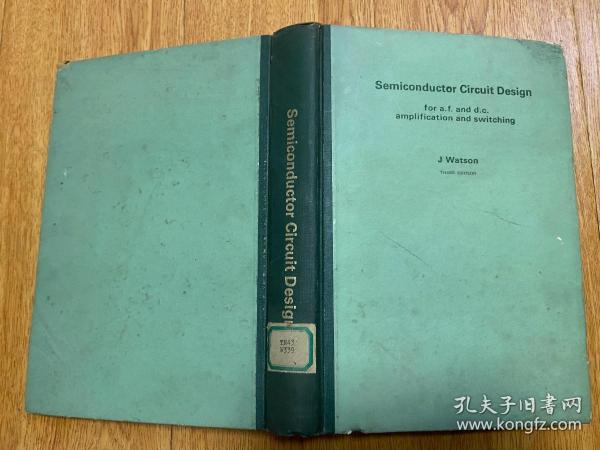 Semiconductor Circuit Design
for a.f. and d.c.
amplification and switching
J Watson
THIRD EDITION
Semiconductor Circuit Design
TN43
W339
孔夫子旧书网
www.kongfz.com